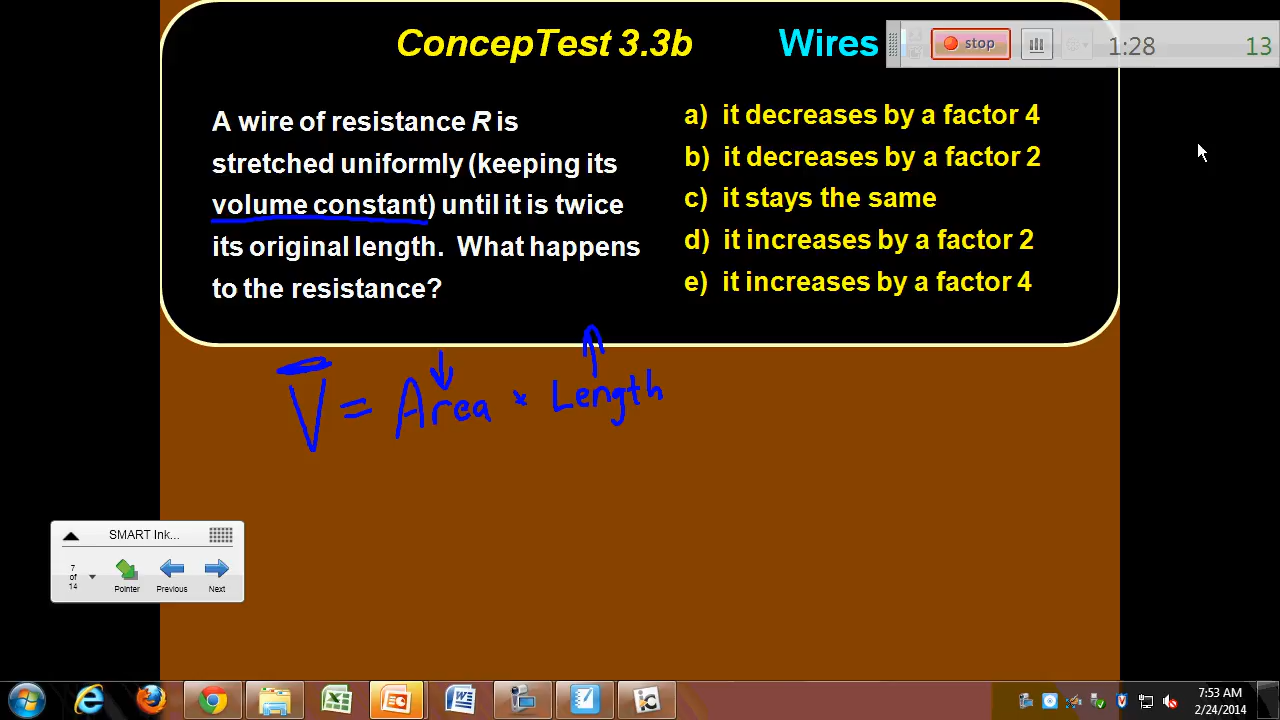 ConcepTest 3.3b Wires
stop
1:28
13
A wire of resistance R is
stretched uniformly (keeping its
volume constant) until it is twice
its original length. What happens
to the resistance?
a) it decreases by a factor 4
b) it decreases by a factor 2
c) it stays the same
d) it increases by a factor 2
e) it increases by a factor 4
V = Area * Length
SMART Ink...
7
of
14
Pointer
Previous
Next
7:53 AM
2/24/2014